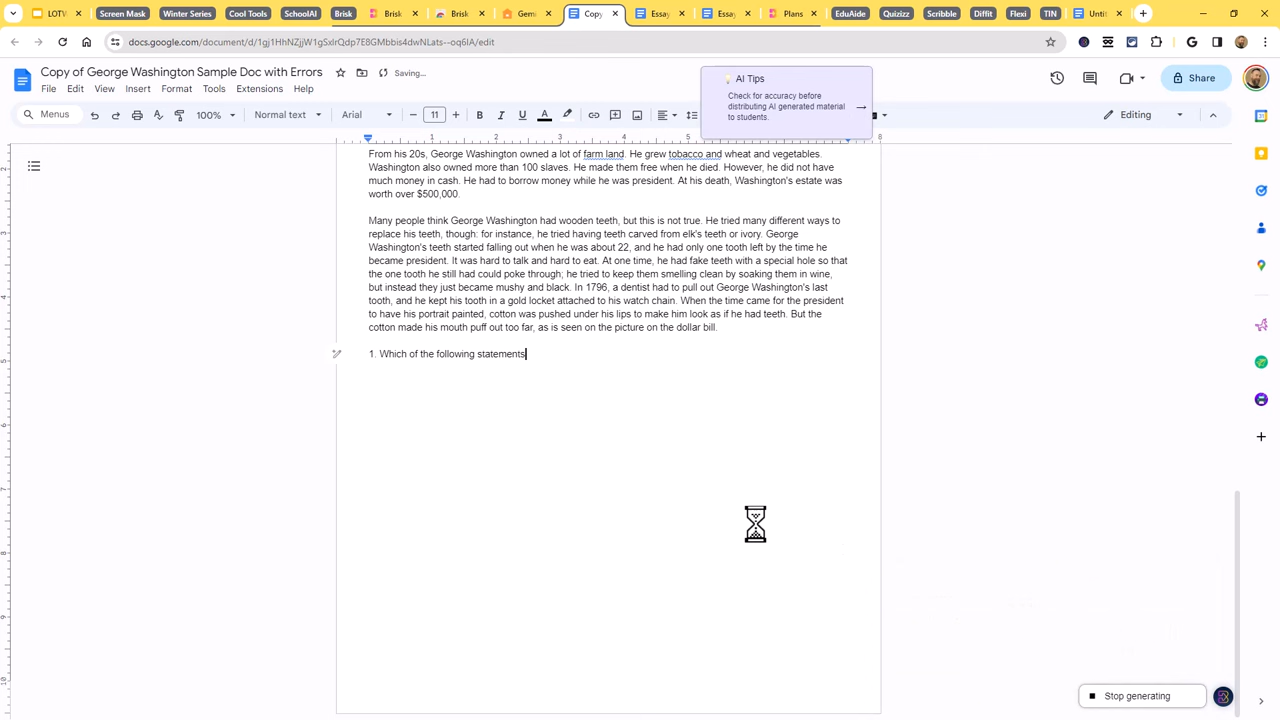 LOTV
Screen Mask
Winter Series
Cool Tools
SchoolAI
Brisk
Brisk
Brisk
Gemi
Copy
Essay
Essay
Plans
EduAide
Quizizz
Scribble
Diffit
Flexi
TIN
Unti
docs.google.com/document/d/1gj1HhNZjjW1gSxlrQdp7E8GMbbis4dwNLats--oq6IA/edit
Copy of George Washington Sample Doc with Errors
Saving...
File Edit View Insert Format Tools Extensions Help
Share
AI Tips
Check for accuracy before
distributing AI generated material
to students.
Menus
100%
Normal text
Arial
11
B I U A
Editing
1 2 3 4 5 6
From his 20s, George Washington owned a lot of farm land. He grew tobacco and wheat and vegetables.
Washington also owned more than 100 slaves. He made them free when he died. However, he did not have
much money in cash. He had to borrow money while he was president. At his death, Washington's estate was
worth over $500,000.
Many people think George Washington had wooden teeth, but this is not true. He tried many different ways to
replace his teeth, though: for instance, he tried having teeth carved from elk's teeth or ivory. George
Washington's teeth started falling out when he was about 22, and he had only one tooth left by the time he
became president. It was hard to talk and hard to eat. At one time, he had fake teeth with a special hole so that
the one tooth he still had could poke through; he tried to keep them smelling clean by soaking them in wine,
but instead they just became mushy and black. In 1796, a dentist had to pull out George Washington's last
tooth, and he kept his tooth in a gold locket attached to his watch chain. When the time came for the president
to have his portrait painted, cotton was pushed under his lips to make him look as if he had teeth. But the
cotton made his mouth puff out too far, as is seen on the picture on the dollar bill.
1. Which of the following statements
Stop generating